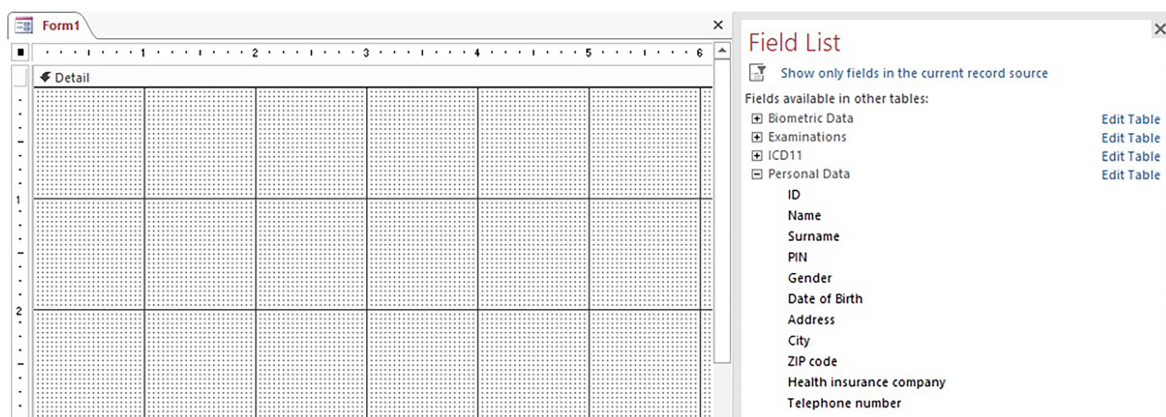 Form1
1 2 3 4 5 6
Detail
1
2
Field List
Show only fields in the current record source
Fields available in other tables:
Biometric Data Edit Table
Examinations Edit Table
ICD11 Edit Table
Personal Data Edit Table
ID
Name
Surname
PIN
Gender
Date of Birth
Address
City
ZIP code
Health insurance company
Telephone number